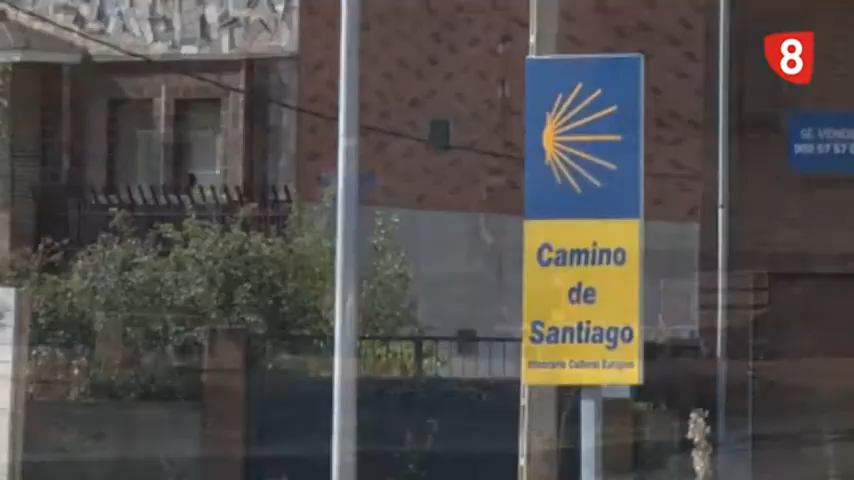 8
SE VENDE
Camino
de
Santiago
Itinerario Cultural Europeo